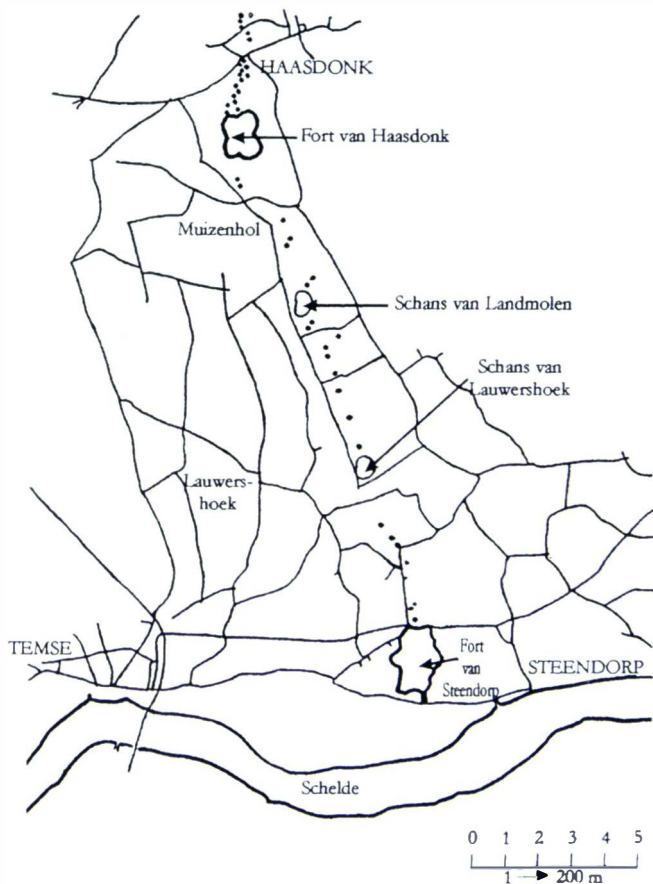 HAASDONK
Fort van Haasdonk
Muizenhol
Schans van Landmolen
Schans van
Lauwershoek
Lauwers-
hoek
TEMSE
Fort
van
Steendorp
STEENDORP
Schelde
0 1 2 3 4 5
1 → 200 m